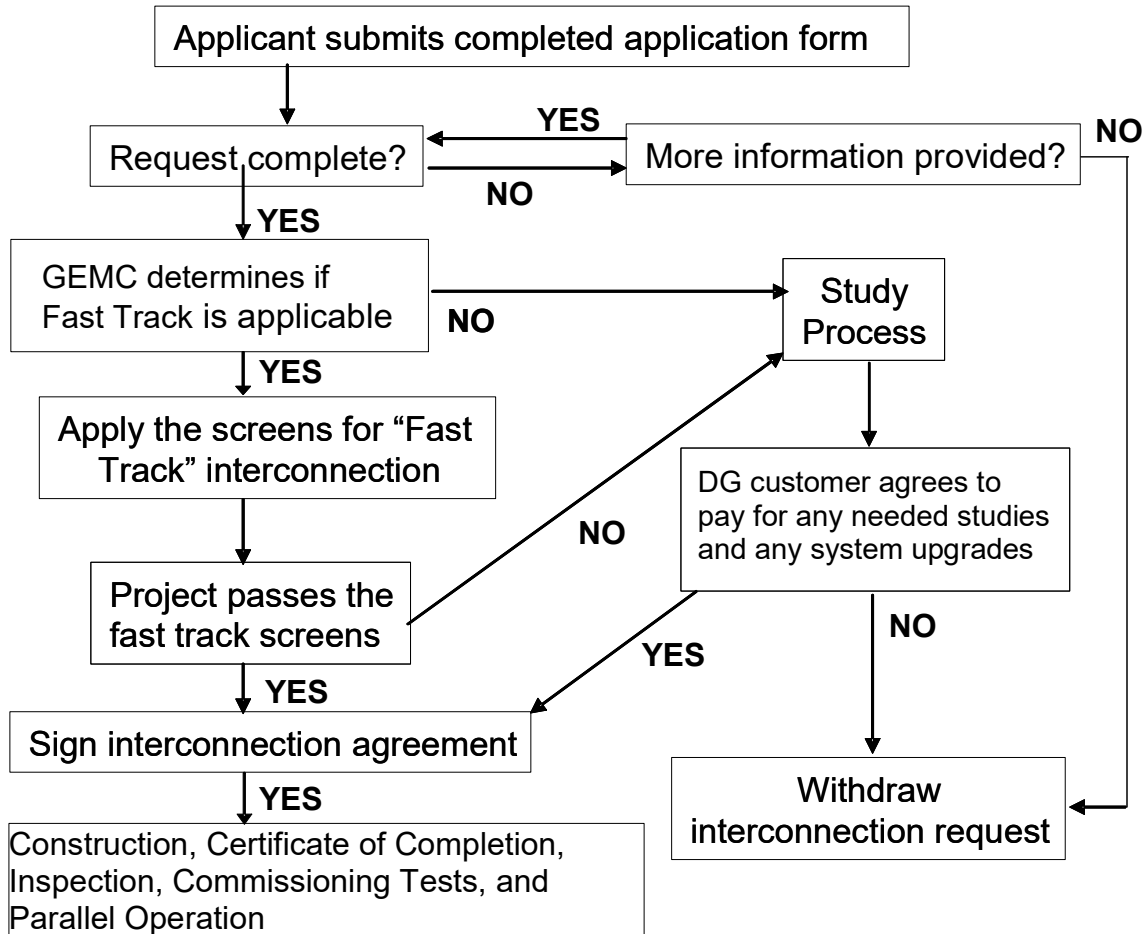 Applicant submits completed application form
YES
NO
Request complete?
More information provided?
NO
YES
GEMC determines if
Fast Track is applicable
NO
Study
Process
YES
Apply the screens for “Fast
Track” interconnection
DG customer agrees to
pay for any needed studies
and any system upgrades
NO
Project passes the
fast track screens
NO
YES
YES
Sign interconnection agreement
YES
Withdraw
interconnection request
Construction, Certificate of Completion,
Inspection, Commissioning Tests, and
Parallel Operation